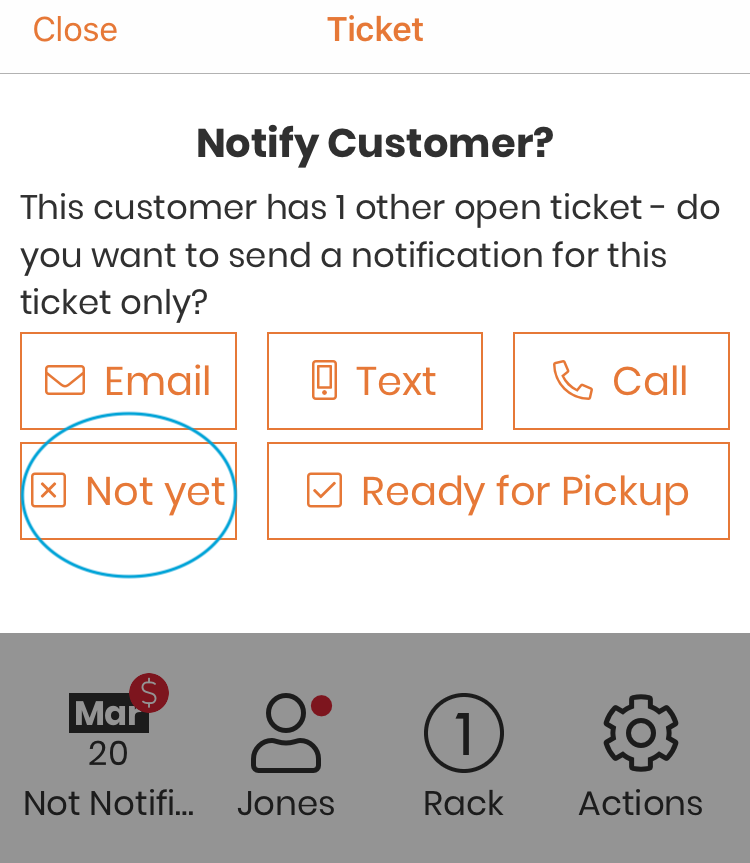 Close
Ticket
Notify Customer?
This customer has 1 other open ticket - do
you want to send a notification for this
ticket only?
Email
Text
Call
Not yet
Ready for Pickup
$
Mar
20
1
Not Notifi...
Jones
Rack
Actions